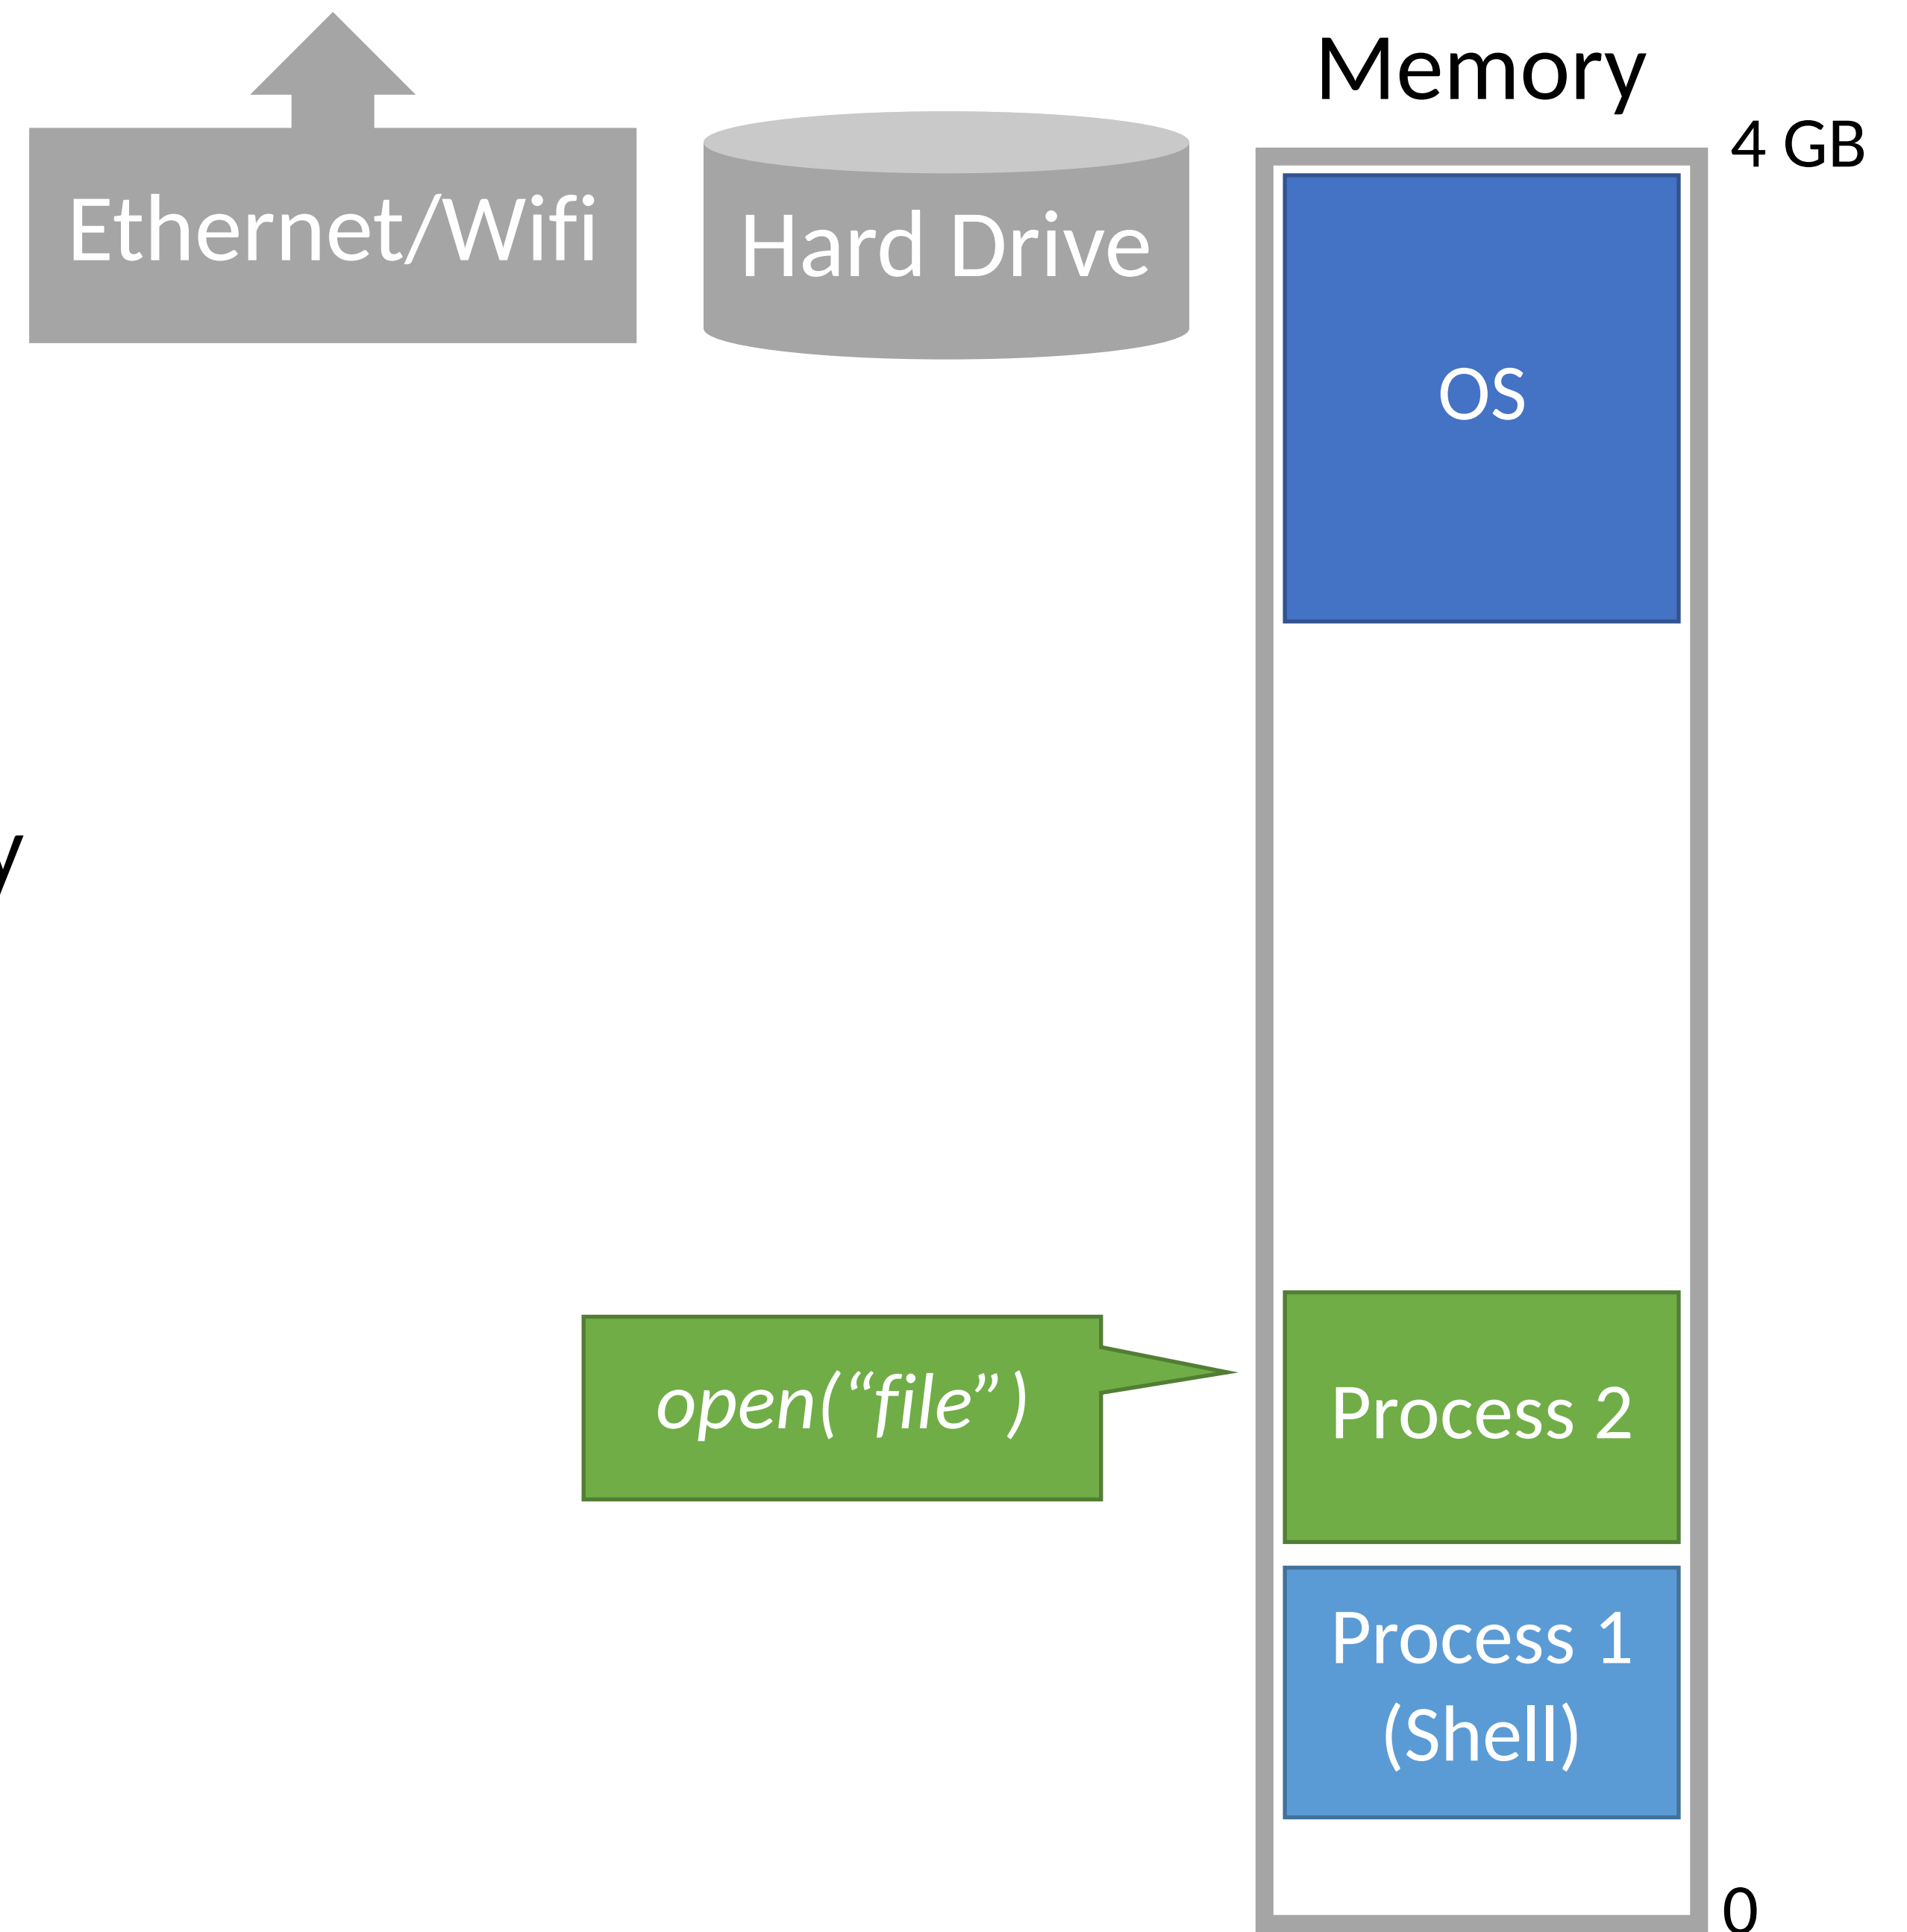 Memory
4 GB
Ethernet/Wifi
Hard Drive
OS
y
open(“file”)
Process 2
Process 1
(Shell)
0